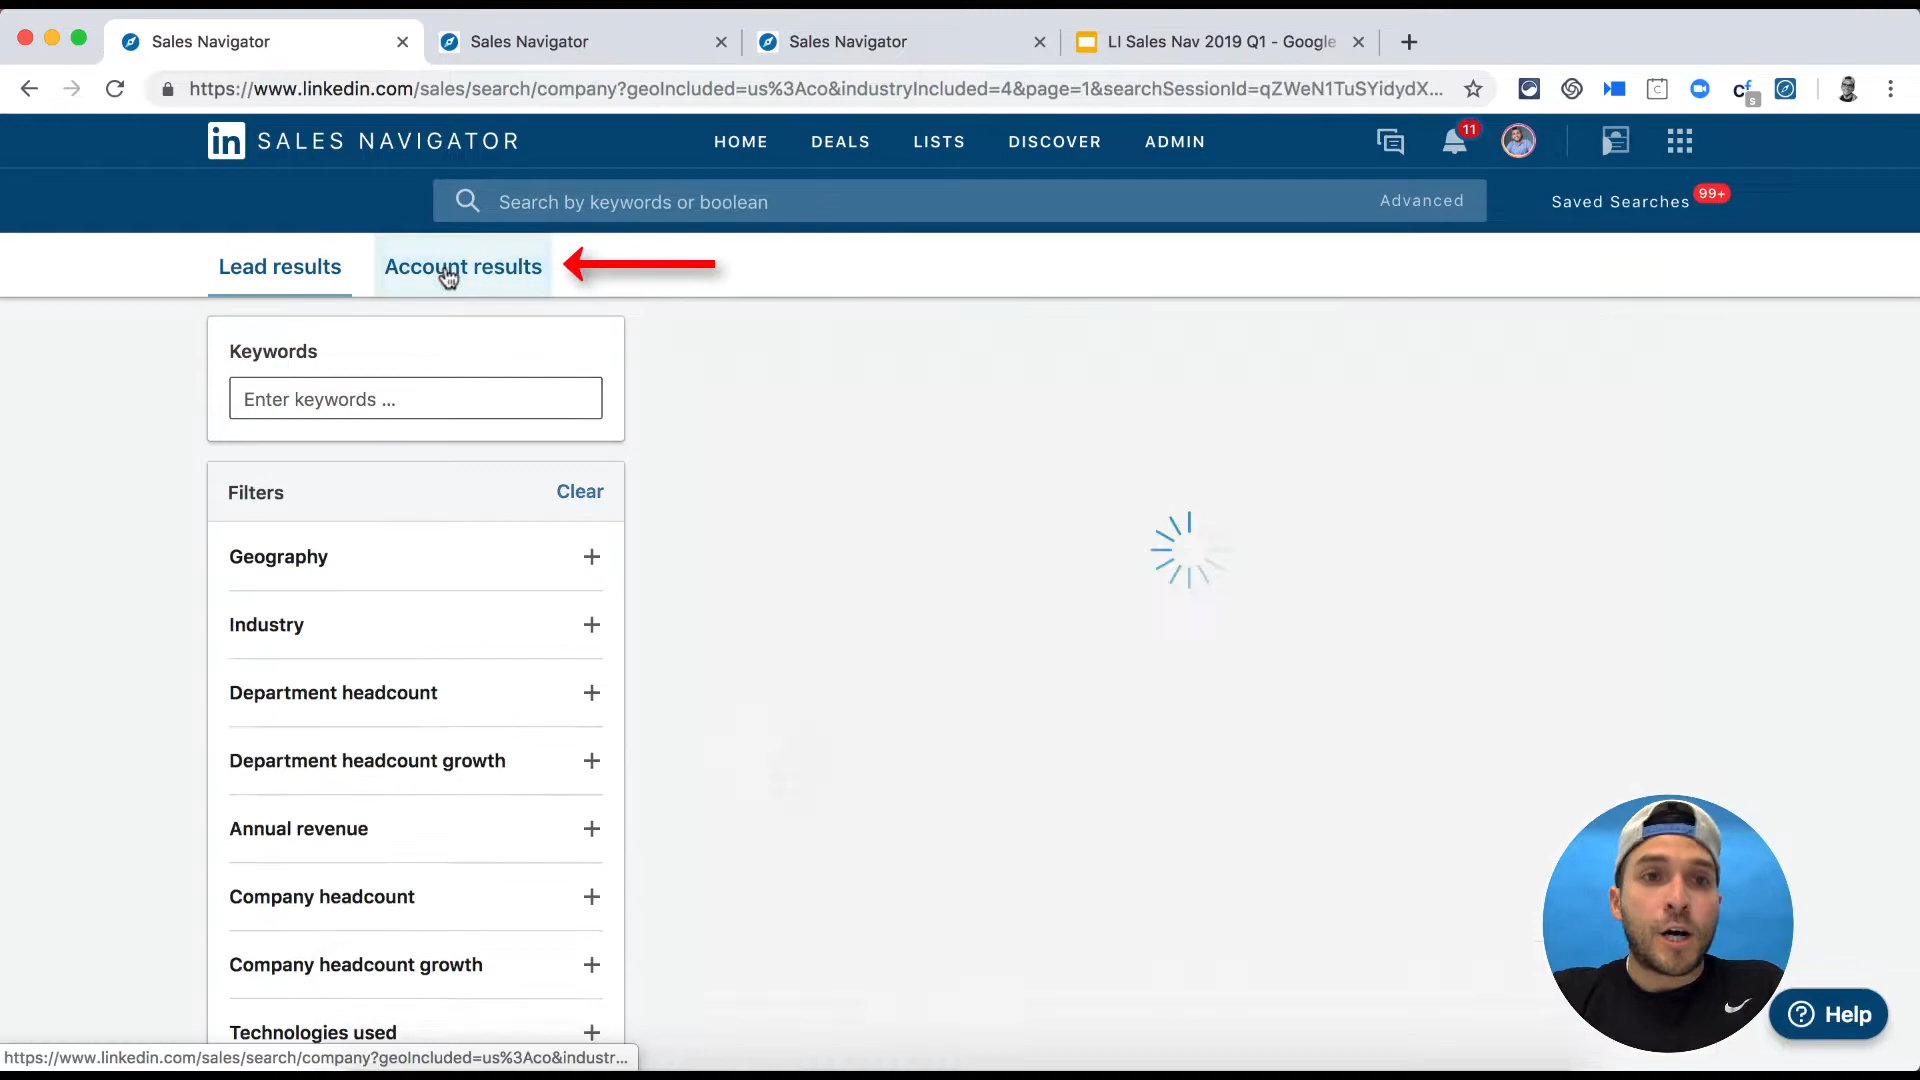 Sales Navigator
Sales Navigator
Sales Navigator
LI Sales Nav 2019 Q1 - Google
https://www.linkedin.com/sales/search/company?geoIncluded=us%3Aco&industryIncluded=4&page=1&searchSessionId=qZWeN1TuSYidydX...
in SALES NAVIGATOR
HOME
DEALS
LISTS
DISCOVER
ADMIN
11
Search by keywords or boolean
Advanced
Saved Searches
99+
Lead results
Account results
Keywords
Enter keywords ...
Filters
Clear
Geography
Industry
Department headcount
Department headcount growth
Annual revenue
Company headcount
Company headcount growth
Technologies used
Help
https://www.linkedin.com/sales/search/company?geoIncluded=us%3Aco&industr...